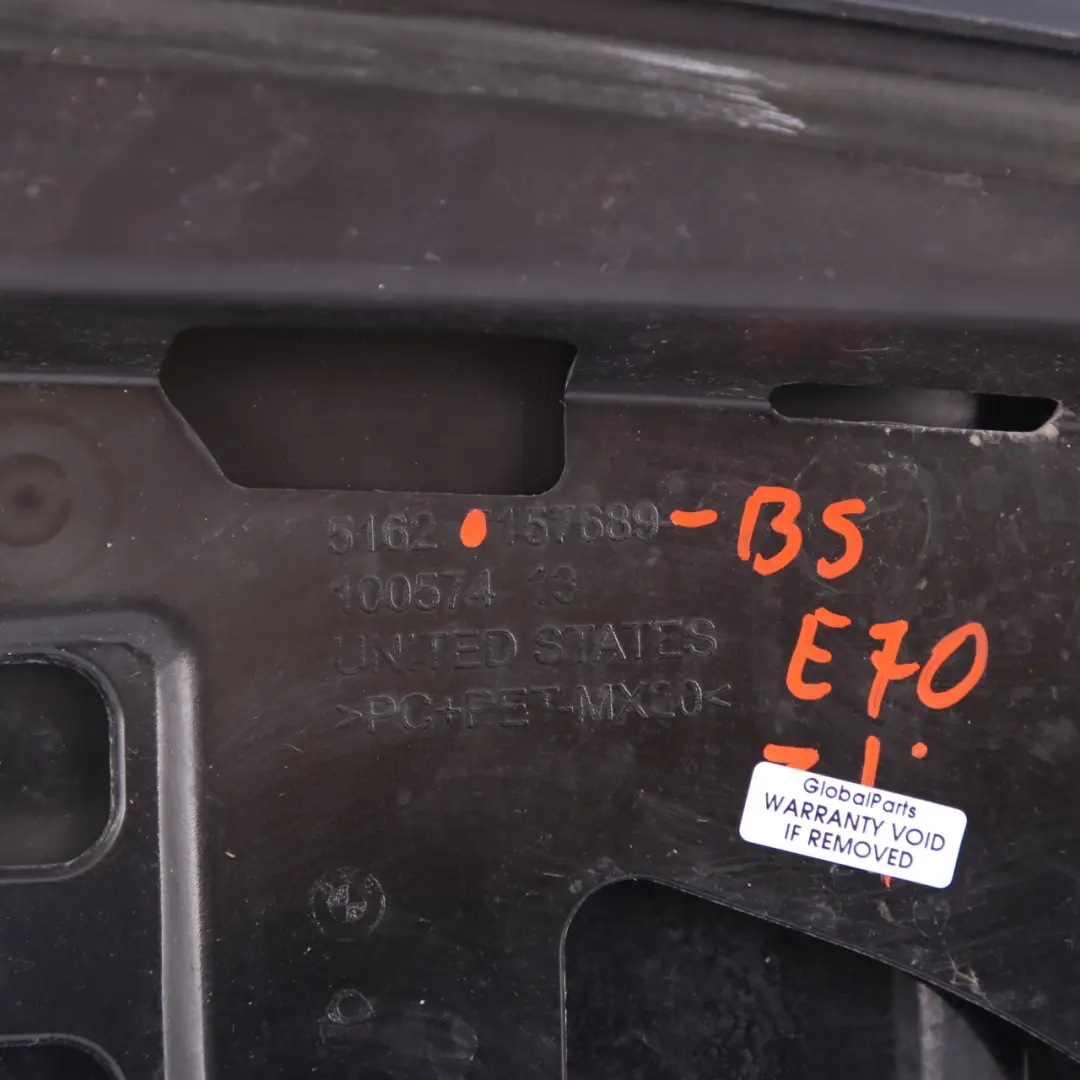 5162 7157689-
- BS
100574 13
UNITED STATES
E70
>PC+PET-MX20<
GlobalParts
WARRANTY VOID
IF REMOVED